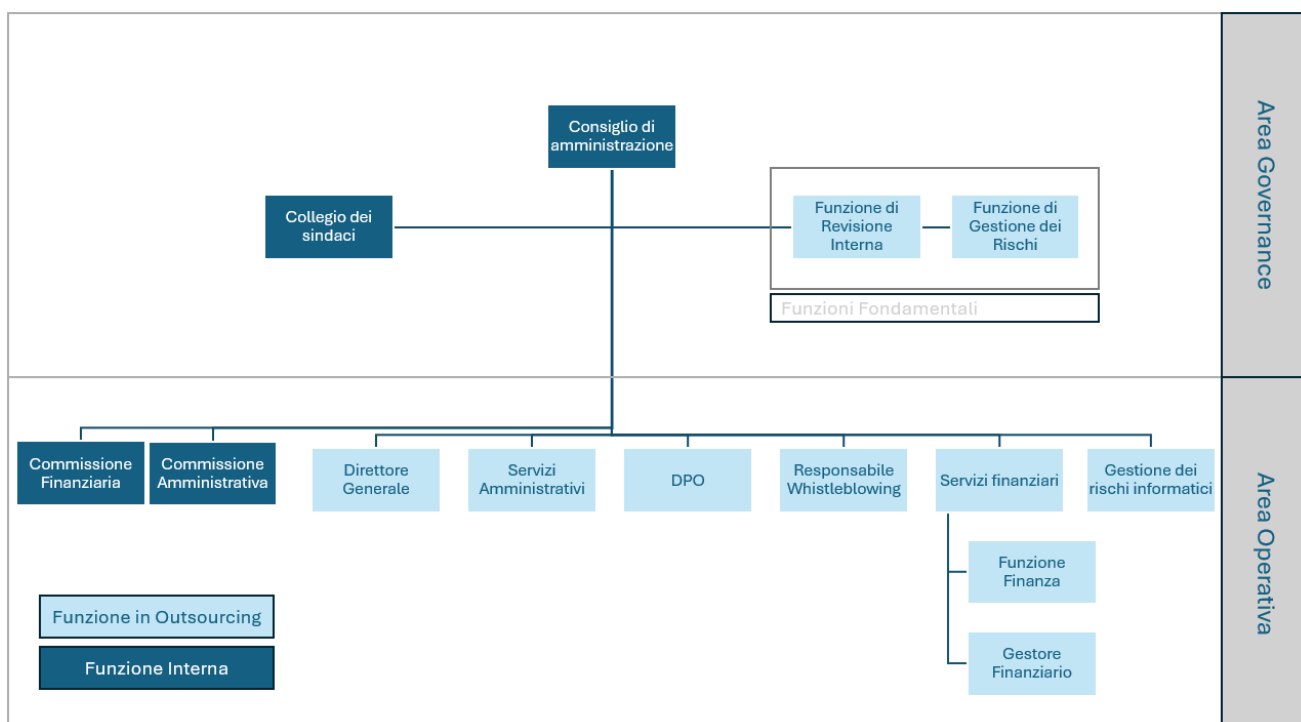 Area Governance
Consiglio di
amministrazione
Collegio dei
sindaci
Funzione di
Revisione
Interna
Funzione di
Gestione dei
Rischi
Funzioni Fondamentali
Area Operativa
Commissione
Finanziaria
Commissione
Amministrativa
Direttore
Generale
Servizi
Amministrativi
DPO
Responsabile
Whistleblowing
Servizi finanziari
Gestione dei
rischi informatici
Funzione
Finanza
Gestore
Finanziario
Funzione in Outsourcing
Funzione Interna